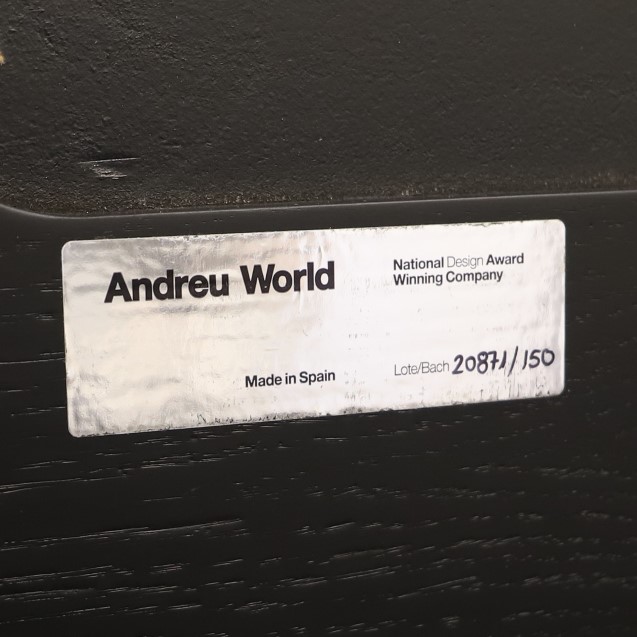 Andreu World
National Design Award
Winning Company
Made in Spain
Lote/Bach 20871/150